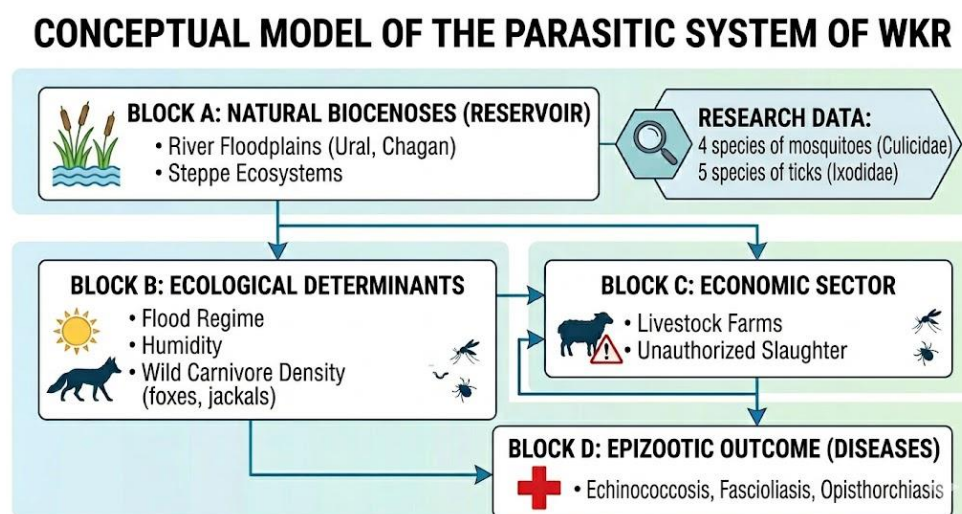 CONCEPTUAL MODEL OF THE PARASITIC SYSTEM OF WKR
BLOCK A: NATURAL BIOCENOSES (RESERVOIR)
• River Floodplains (Ural, Chagan)
• Steppe Ecosystems
RESEARCH DATA:
4 species of mosquitoes (Culicidae)
5 species of ticks (Ixodidae)
BLOCK B: ECOLOGICAL DETERMINANTS
• Flood Regime
• Humidity
• Wild Carnivore Density
(foxes, jackals)
BLOCK C: ECONOMIC SECTOR
• Livestock Farms
• Unauthorized Slaughter
BLOCK D: EPIZOOTIC OUTCOME (DISEASES)
• Echinococcosis, Fascioliasis, Opisthorchiasis